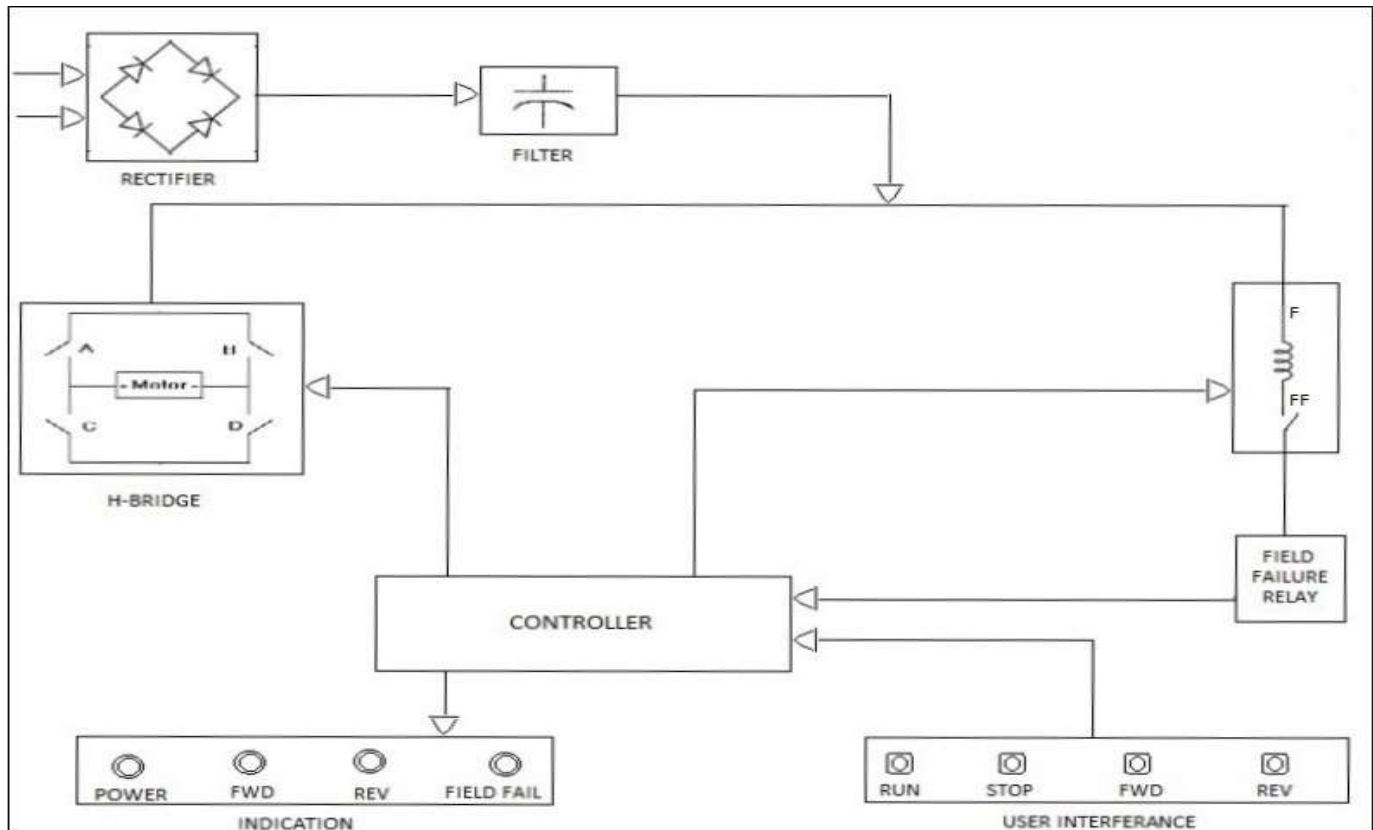 RECTIFIER
FILTER
A
B
- Motor -
C
D
H-BRIDGE
F
FF
FIELD
FAILURE
RELAY
CONTROLLER
POWER
FWD
REV
FIELD FAIL
INDICATION
RUN
STOP
FWD
REV
USER INTERFERANCE